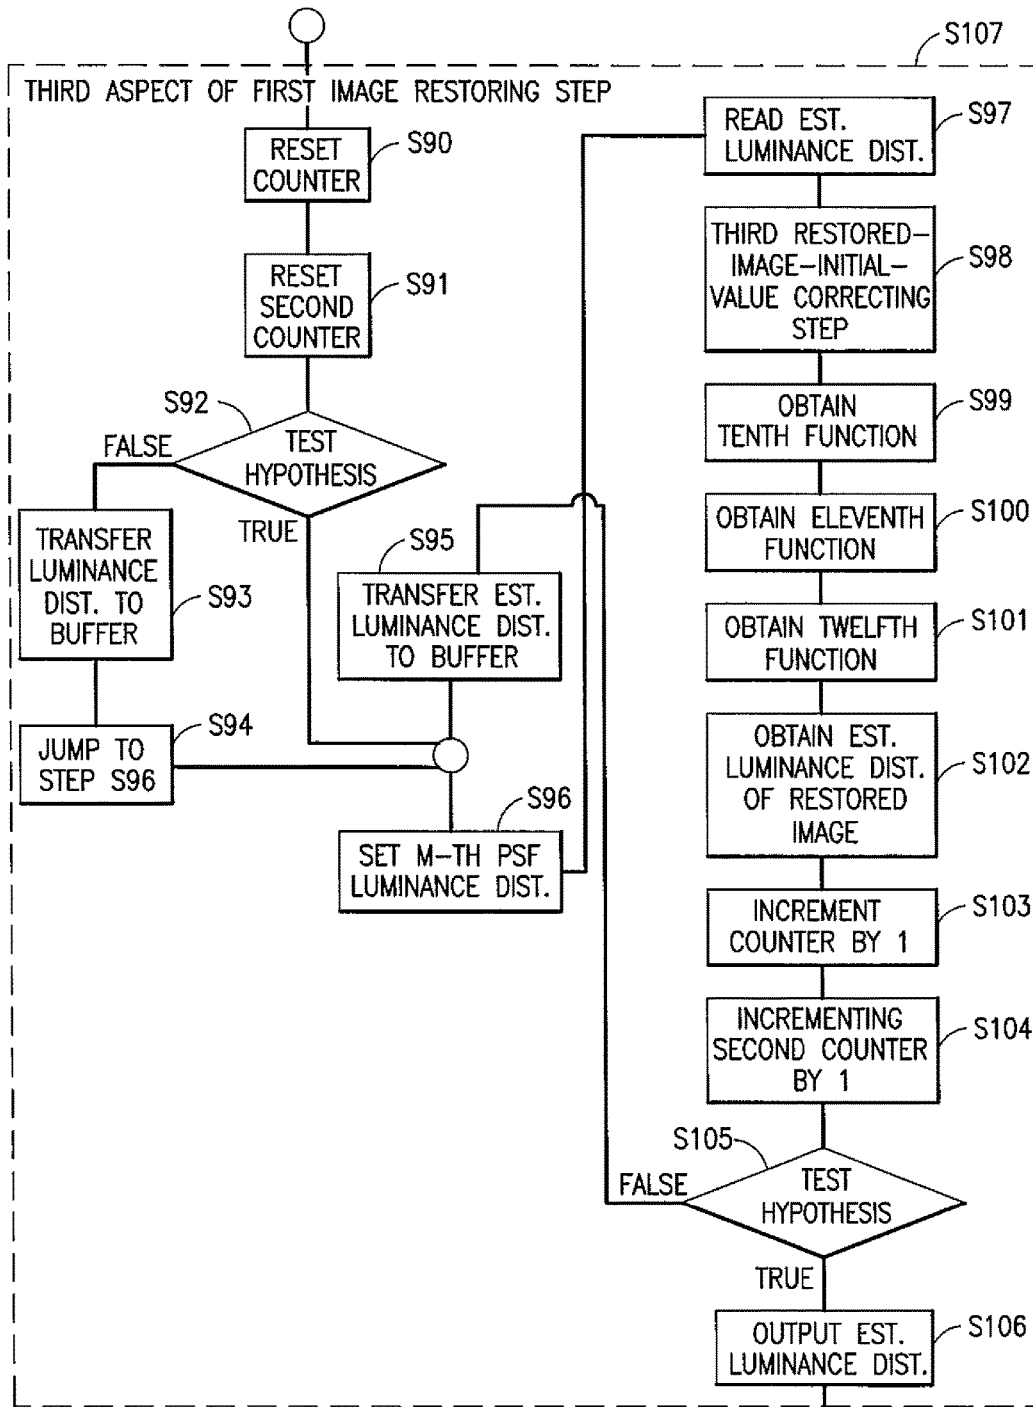 S107
THIRD ASPECT OF FIRST IMAGE RESTORING STEP
RESET
COUNTER
S90
RESET
SECOND
COUNTER
S91
S92
TEST
HYPOTHESIS
FALSE
TRUE
TRANSFER
LUMINANCE
DIST. TO
BUFFER
S93
JUMP TO
STEP S96
S94
S95
TRANSFER EST.
LUMINANCE DIST.
TO BUFFER
S96
SET M-TH PSF
LUMINANCE DIST.
READ EST.
LUMINANCE DIST.
S97
THIRD RESTORED-
IMAGE-INITIAL-
VALUE CORRECTING
STEP
S98
OBTAIN
TENTH FUNCTION
S99
OBTAIN ELEVENTH
FUNCTION
S100
OBTAIN TWELFTH
FUNCTION
S101
OBTAIN EST.
LUMINANCE DIST.
OF RESTORED
IMAGE
S102
INCREMENT
COUNTER BY 1
S103
INCREMENTING
SECOND COUNTER
BY 1
S104
S105
TEST
HYPOTHESIS
FALSE
TRUE
OUTPUT EST.
LUMINANCE DIST.
S106